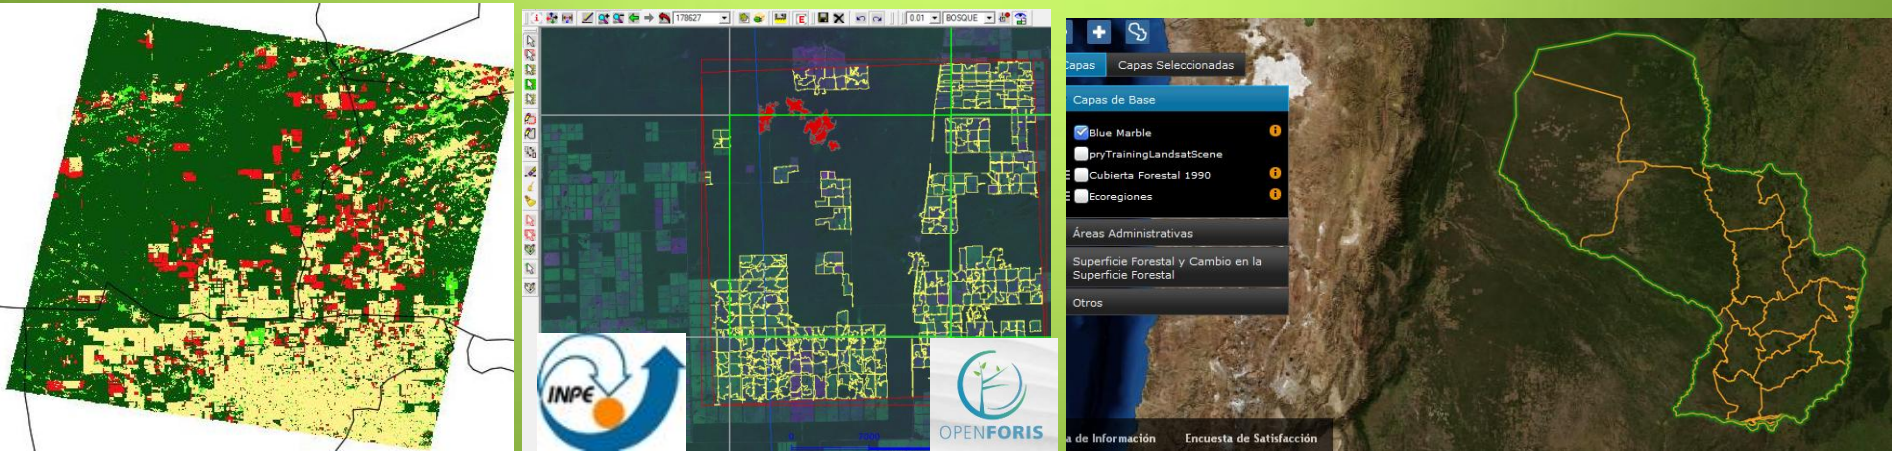 178627
E
0.01
BOSQUE
7000
INPE
OPENFORIS
Capas
Capas Seleccionadas
Capas de Base
Blue Marble
pryTrainingLandsatScene
Cubierta Forestal 1990
Ecoregiones
Áreas Administrativas
Superficie Forestal y Cambio en la
Superficie Forestal
Otros
a de Información
Encuesta de Satisfacción